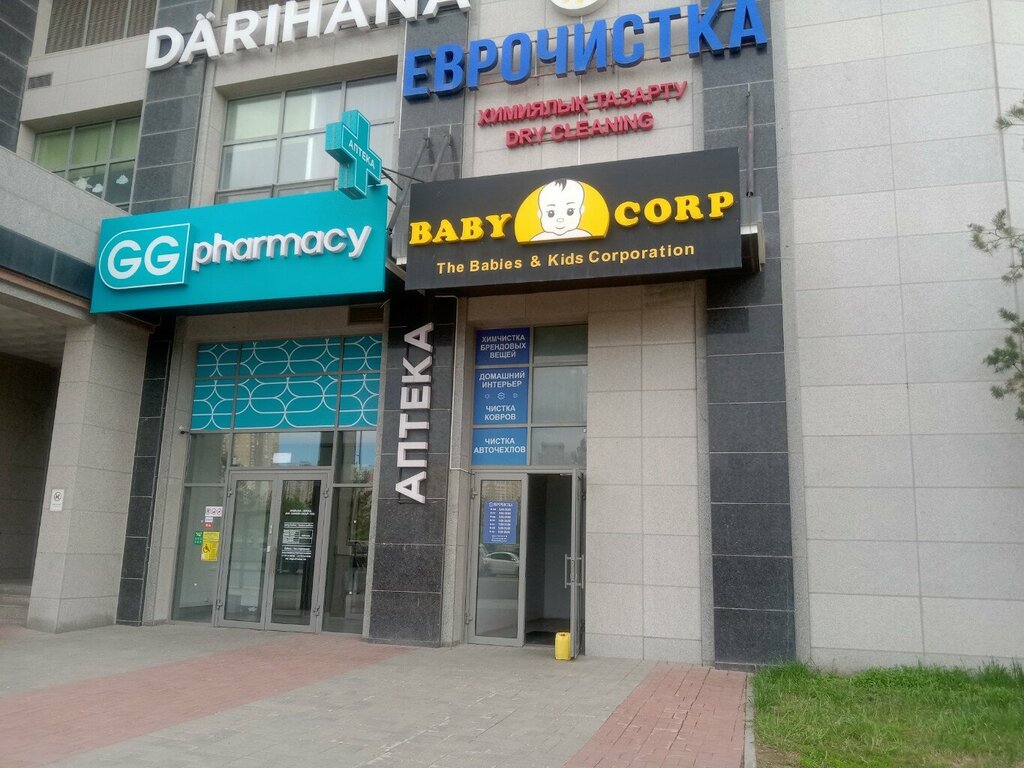 DÄRIHANA
ЕВРОЧИСТКА
ХИМИЯЛЫҚ ТАЗАРТУ
DRY CLEANING
АПТЕКА
GG pharmacy
BABY CORP
The Babies & Kids Corporation
АПТЕКА
ХИМЧИСТКА
БРЕНДОВЫХ
ВЕЩЕЙ
ДОМАШНИЙ
ИНТЕРЬЕР
ЧИСТКА
КОВРОВ
ЧИСТКА
АВТОЧЕХЛОВ
ЕВРОЧИСТКА